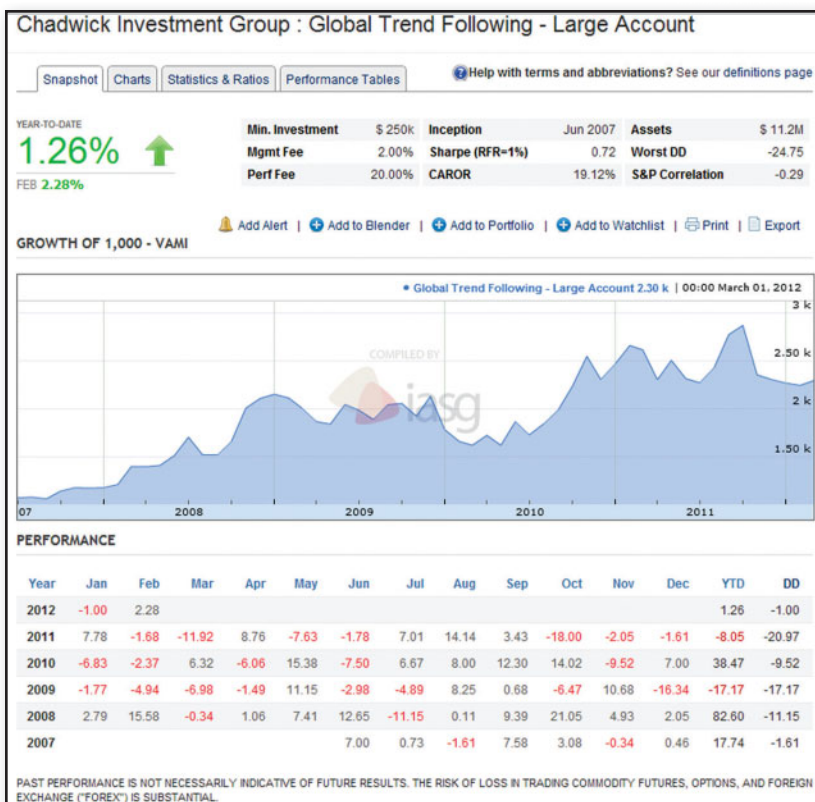 Chadwick Investment Group : Global Trend Following - Large Account
Snapshot Charts Statistics & Ratios Performance Tables Help with terms and abbreviations? See our definitions page
YEAR-TO-DATE
1.26%
FEB 2.28%
Min. Investment $ 250k Inception Jun 2007 Assets $ 11.2M
Mgmt Fee 2.00% Sharpe (RFR=1%) 0.72 Worst DD -24.75
Perf Fee 20.00% CAROR 19.12% S&P Correlation -0.29
Add Alert | Add to Blender | Add to Portfolio | Add to Watchlist | Print | Export
GROWTH OF 1,000 - VAMI
• Global Trend Following - Large Account 2.30 k | 00:00 March 01, 2012
3 k
COMPILED BY
2.50 k
iasg
2 k
1.50 k
07 2008 2009 2010 2011
PERFORMANCE
Year Jan Feb Mar Apr May Jun Jul Aug Sep Oct Nov Dec YTD DD
2012 -1.00 2.28 1.26 -1.00
2011 7.78 -1.68 -11.92 8.76 -7.63 -1.78 7.01 14.14 3.43 -18.00 -2.05 -1.61 -8.05 -20.97
2010 -6.83 -2.37 6.32 -6.06 15.38 -7.50 6.67 8.00 12.30 14.02 -9.52 7.00 38.47 -9.52
2009 -1.77 -4.94 -6.98 -1.49 11.15 -2.98 -4.89 8.25 0.68 -6.47 10.68 -16.34 -17.17 -17.17
2008 2.79 15.58 -0.34 1.06 7.41 12.65 -11.15 0.11 9.39 21.05 4.93 2.05 82.60 -11.15
2007 7.00 0.73 -1.61 7.58 3.08 -0.34 0.46 17.74 -1.61
PAST PERFORMANCE IS NOT NECESSARILY INDICATIVE OF FUTURE RESULTS. THE RISK OF LOSS IN TRADING COMMODITY FUTURES, OPTIONS, AND FOREIGN
EXCHANGE ("FOREX") IS SUBSTANTIAL.